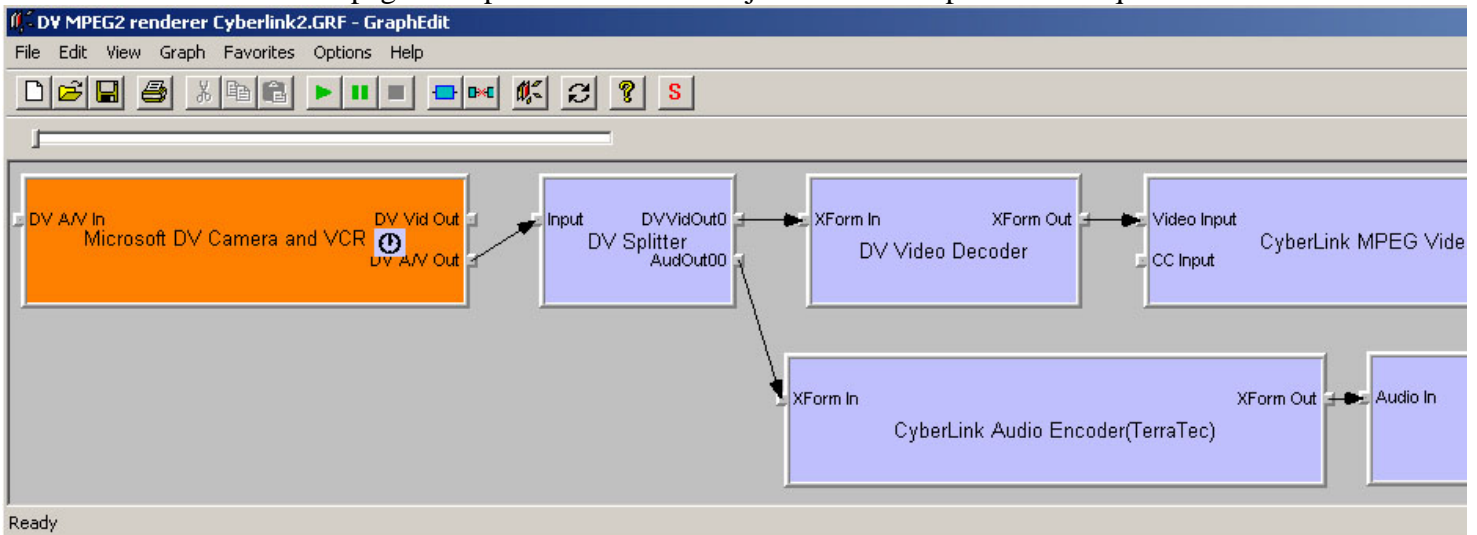 DV MPEG2 renderer Cyberlink2.GRF - GraphEdit
File Edit View Graph Favorites Options Help
S
DV A/V In
DV Vid Out
Microsoft DV Camera and VCR
DV A/V Out
Input
DVVidOut0
DV Splitter
AudOut00
XForm In
XForm Out
DV Video Decoder
Video Input
CyberLink MPEG Vide
CC Input
XForm In
XForm Out
CyberLink Audio Encoder(TerraTec)
Audio In
Ready